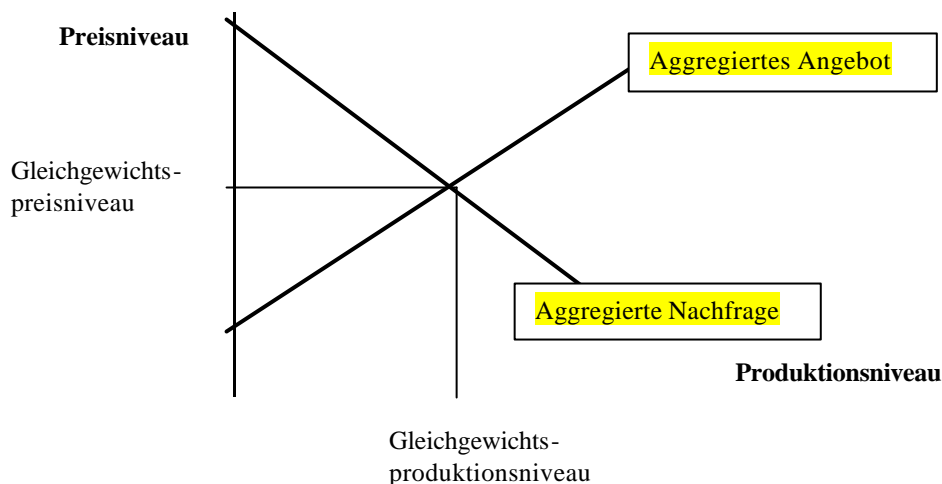 Preisniveau
Aggregiertes Angebot
Gleichgewichts-
preisniveau
Aggregierte Nachfrage
Produktionsniveau
Gleichgewichts-
produktionsniveau